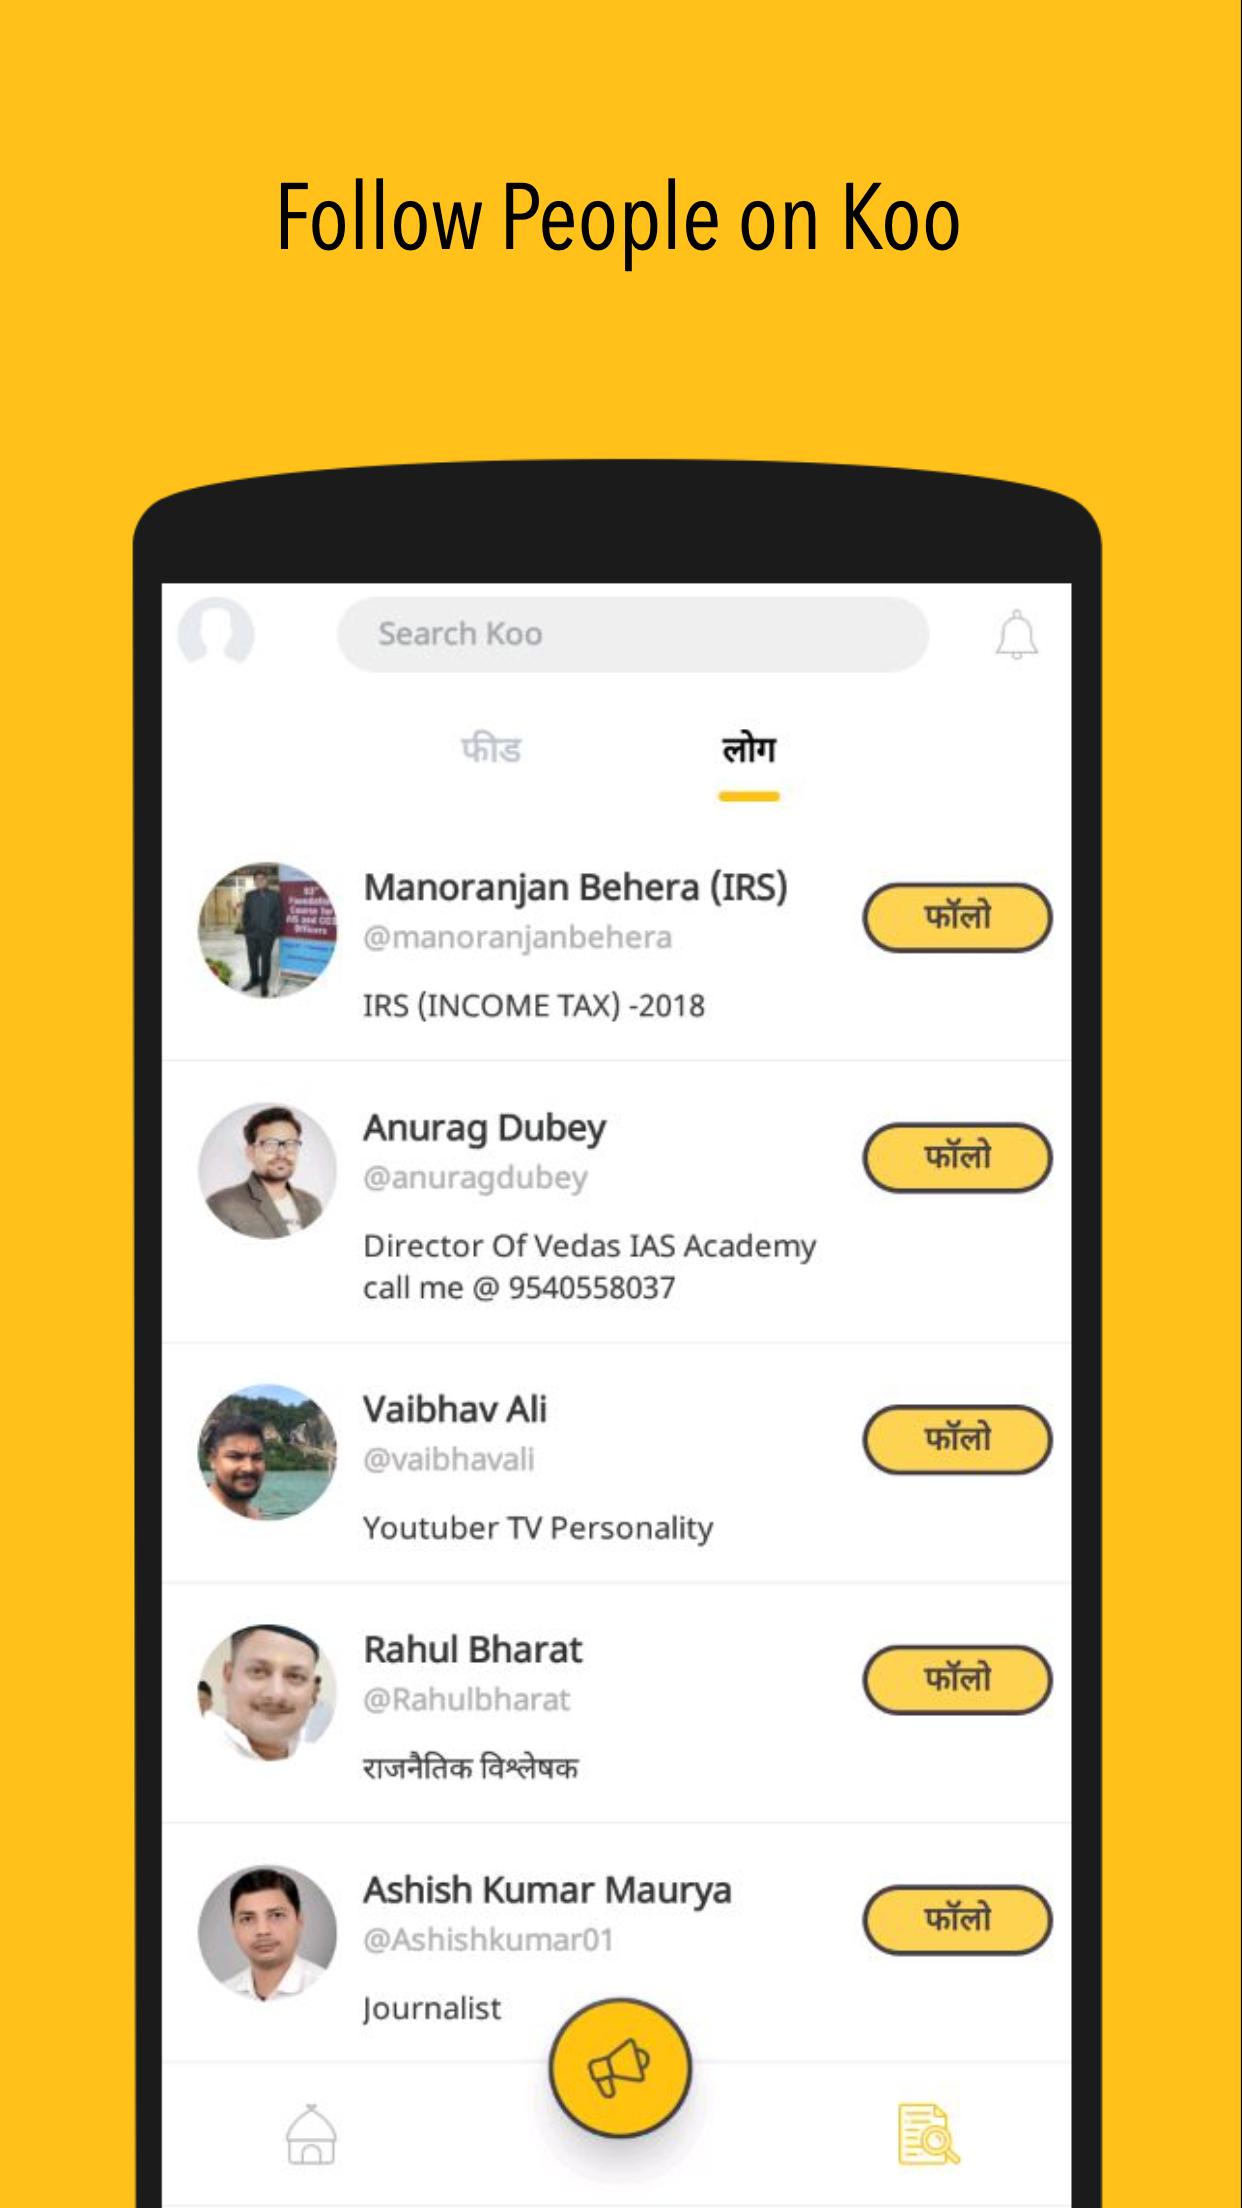 Follow People on Koo
Search Koo
फीड
लोग
Manoranjan Behera (IRS)
@manoranjanbehera
फॉलो
IRS (INCOME TAX) -2018
Anurag Dubey
@anuragdubey
फॉलो
Director Of Vedas IAS Academy
call me @ 9540558037
Vaibhav Ali
@vaibhavali
फॉलो
Youtuber TV Personality
Rahul Bharat
@Rahulbharat
फॉलो
राजनैतिक विश्लेषक
Ashish Kumar Maurya
@Ashishkumar01
फॉलो
Journalist